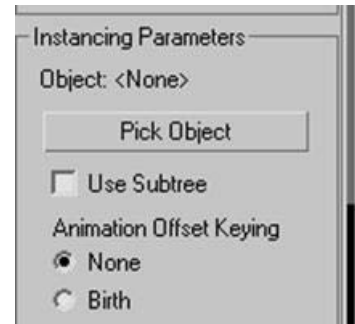 Instancing Parameters
Object: <None>
Pick Object
Use Subtree
Animation Offset Keying
None
Birth